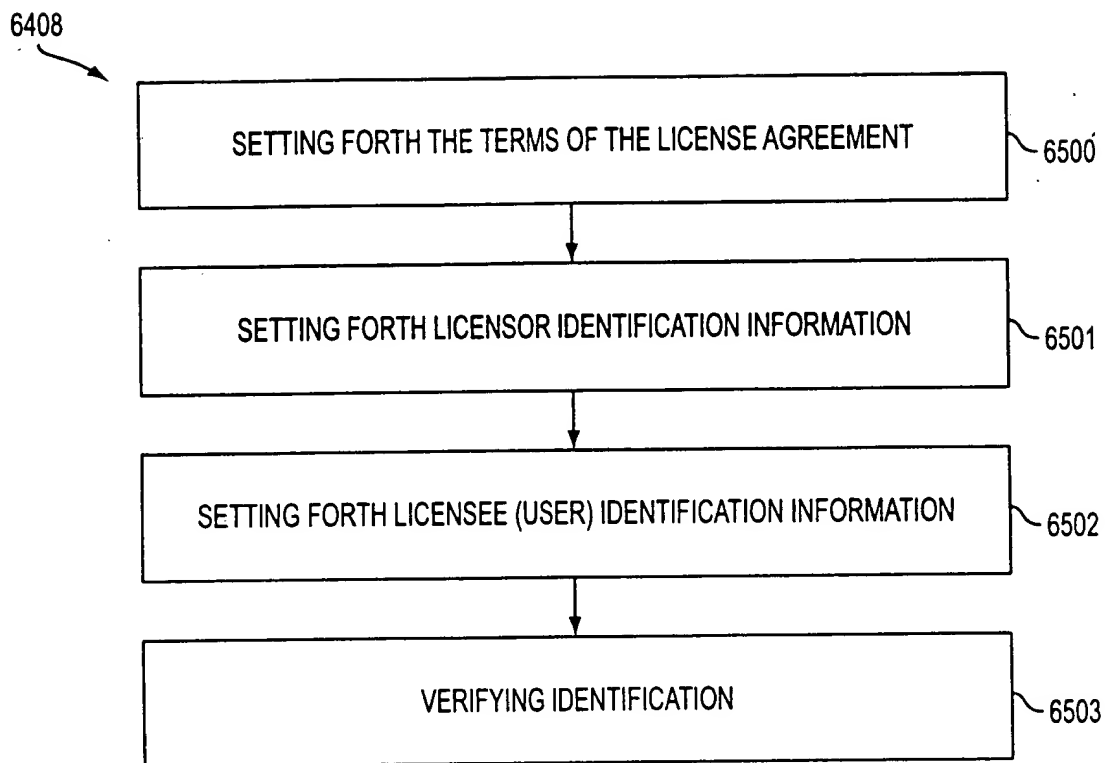 6408
SETTING FORTH THE TERMS OF THE LICENSE AGREEMENT
6500
SETTING FORTH LICENSOR IDENTIFICATION INFORMATION
6501
SETTING FORTH LICENSEE (USER) IDENTIFICATION INFORMATION
6502
VERIFYING IDENTIFICATION
6503